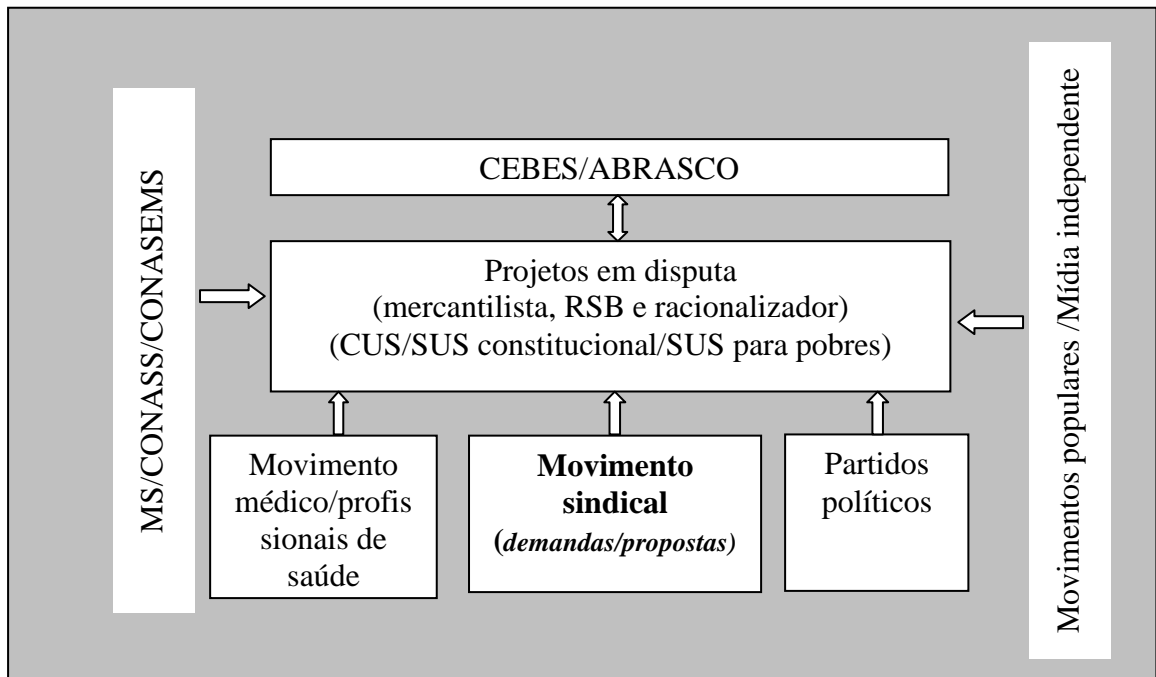 MS/CONASS/CONASEMS
CEBES/ABRASCO
Projetos em disputa
(mercantilista, RSB e racionalizador)
(CUS/SUS constitucional/SUS para pobres)
Movimento
médico/profis
sionais de
saúde
Movimento
sindical
(demandas/propostas)
Partidos
políticos
Movimentos populares /Mídia independente